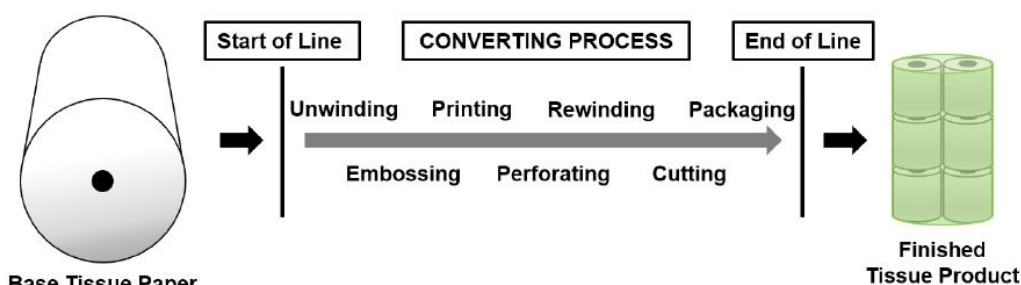 Start of Line
CONVERTING PROCESS
End of Line
Unwinding Printing Rewinding Packaging
Embossing Perforating Cutting
Base Tissue Paper
Finished
Tissue Product